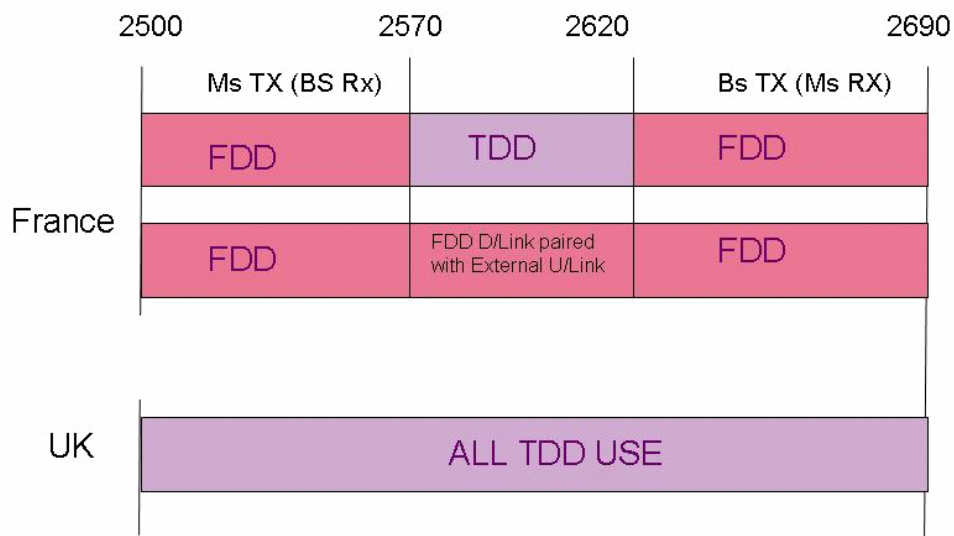 2500 2570 2620 2690
Ms TX (BS Rx) Bs TX (Ms RX)
FDD TDD FDD
France
FDD FDD D/Link paired FDD
with External U/Link
UK ALL TDD USE